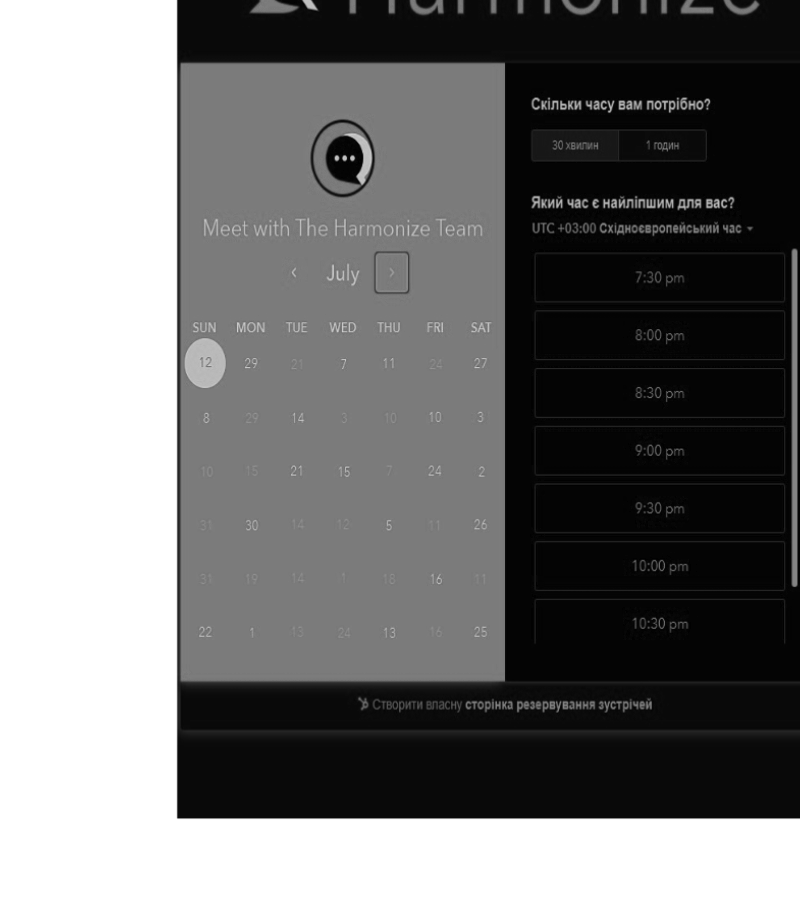 Harmonize
Meet with The Harmonize Team
‹ July ›
SUN MON TUE WED THU FRI SAT
12 29 21 7 11 24 27
8 29 14 3 10 10 3
10 15 21 15 7 24 2
31 30 14 12 5 11 26
31 19 14 1 18 16 11
22 1 13 24 13 16 25
Скільки часу вам потрібно?
30 хвилин 1 годин
Який час є найліпшим для вас?
UTC +03:00 Східноєвропейський час
7:30 pm
8:00 pm
8:30 pm
9:00 pm
9:30 pm
10:00 pm
10:30 pm
Створити власну сторінка резервування зустрічей